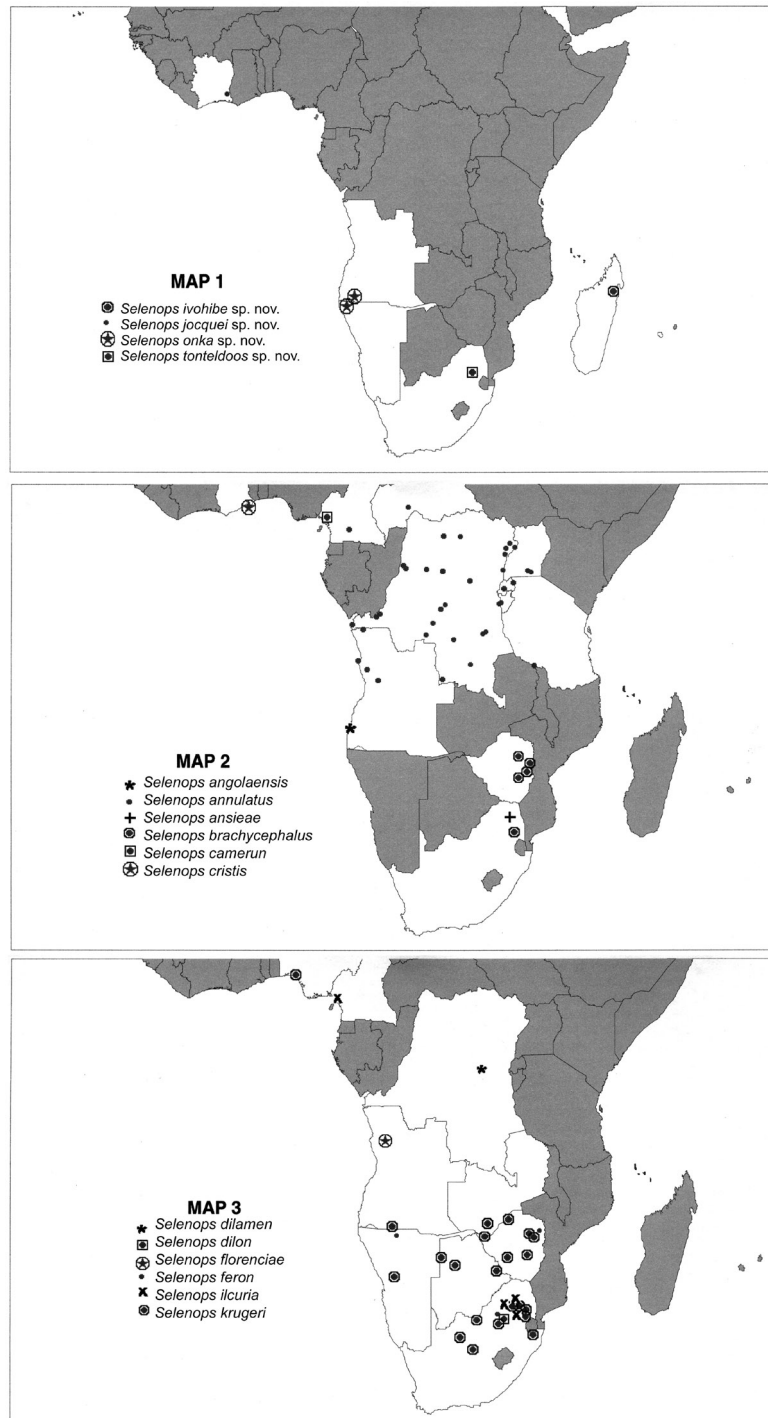 MAP 1
Selenops ivohibe sp. nov.
Selenops jocquei sp. nov.
Selenops onka sp. nov.
Selenops tonteldoos sp. nov.
MAP 2
Selenops angolaensis
Selenops annulatus
Selenops ansieae
Selenops brachycephalus
Selenops camerun
Selenops cristis
MAP 3
Selenops dilamen
Selenops dilon
Selenops florenciae
Selenops feron
Selenops ilcuria
Selenops krugeri